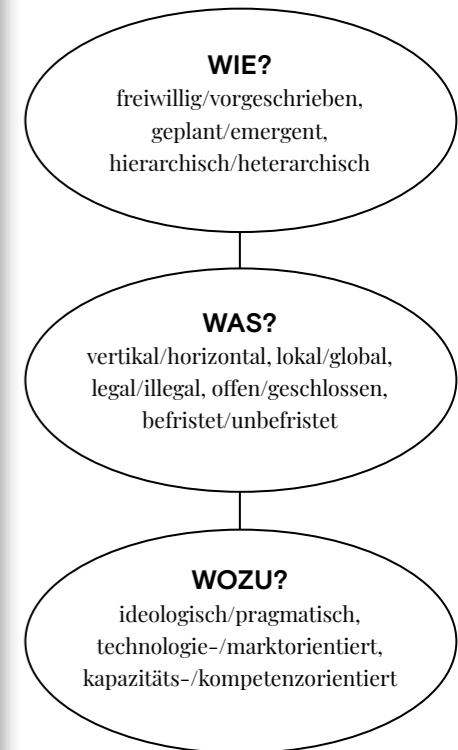 WIE?
freiwillig/vorgeschrieben,
geplant/emergent,
hierarchisch/heterarchisch
WAS?
vertikal/horizontal, lokal/global,
legal/illegal, offen/geschlossen,
befristet/unbefristet
WOZU?
ideologisch/pragmatisch,
technologie-/marktorientiert,
kapazitäts-/kompetenzorientiert